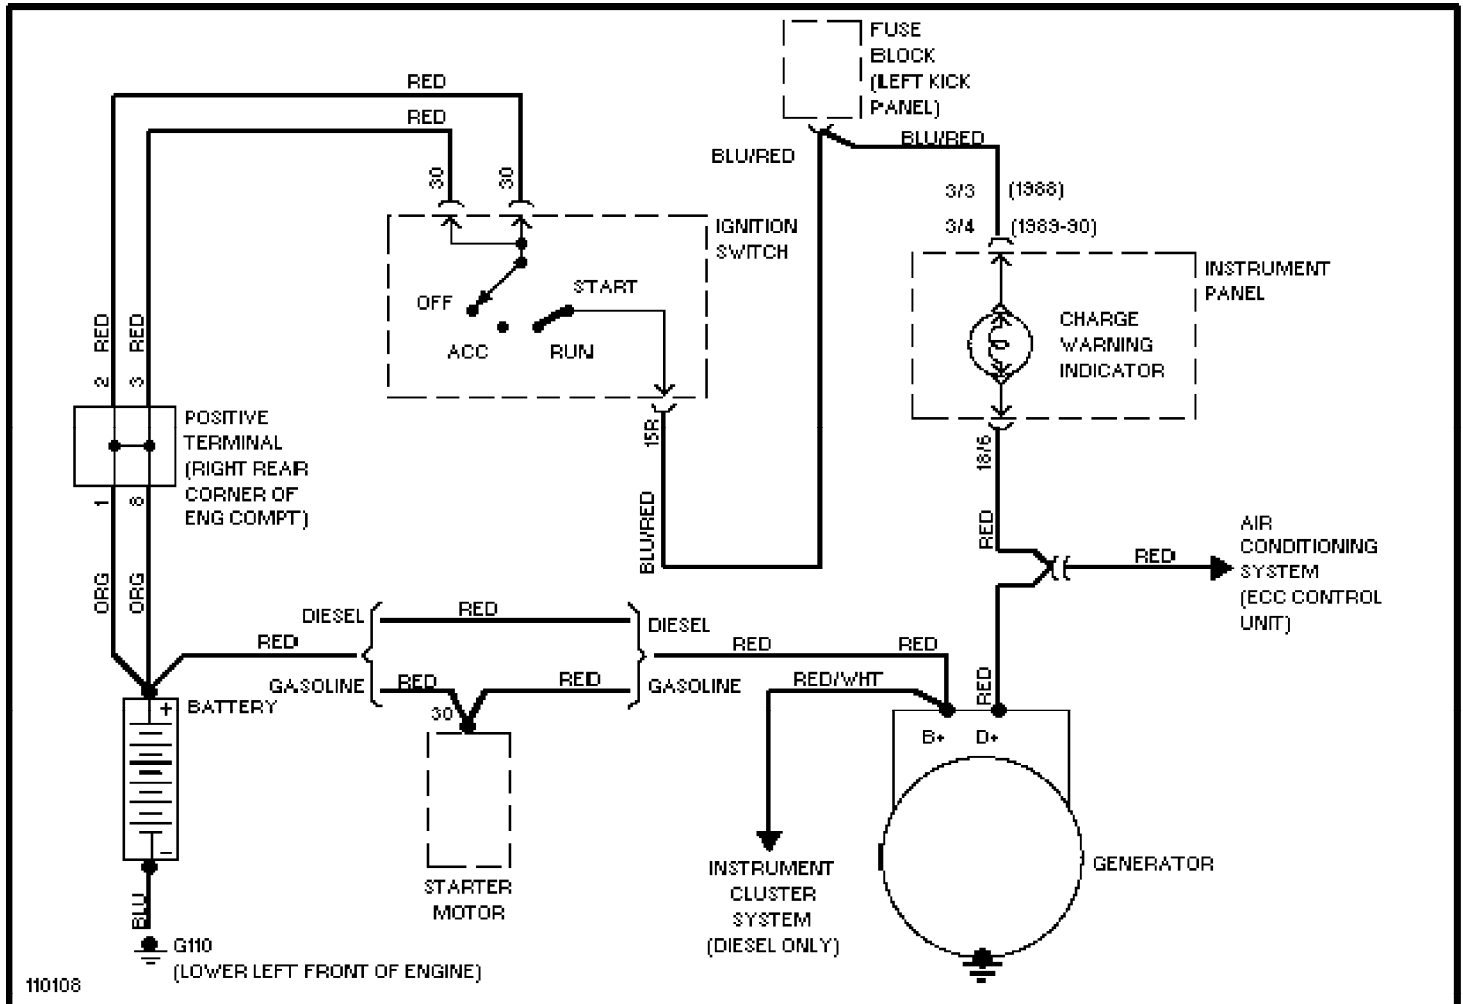 FUSE
BLOCK
(LEFT KICK
PANEL)
RED
RED
BLU/RED
BLU/RED
30
30
3/3 (1988)
3/4 (1989-90)
IGNITION
SWITCH
INSTRUMENT
PANEL
OFF
START
ACC
RUN
CHARGE
WARNING
INDICATOR
RED
RED
2
3
POSITIVE
TERMINAL
(RIGHT REAR
CORNER OF
ENG COMPT)
1
8
15R
18/6
BLU/RED
RED
RED
AIR
CONDITIONING
SYSTEM
(ECC CONTROL
UNIT)
ORG
ORG
DIESEL
RED
DIESEL
RED
RED
RED
GASOLINE
RED
RED
GASOLINE
RED/WHT
RED
30
BATTERY
+
-
B+
D+
GENERATOR
STARTER
MOTOR
INSTRUMENT
CLUSTER
SYSTEM
(DIESEL ONLY)
BLU
G110
(LOWER LEFT FRONT OF ENGINE)
110108